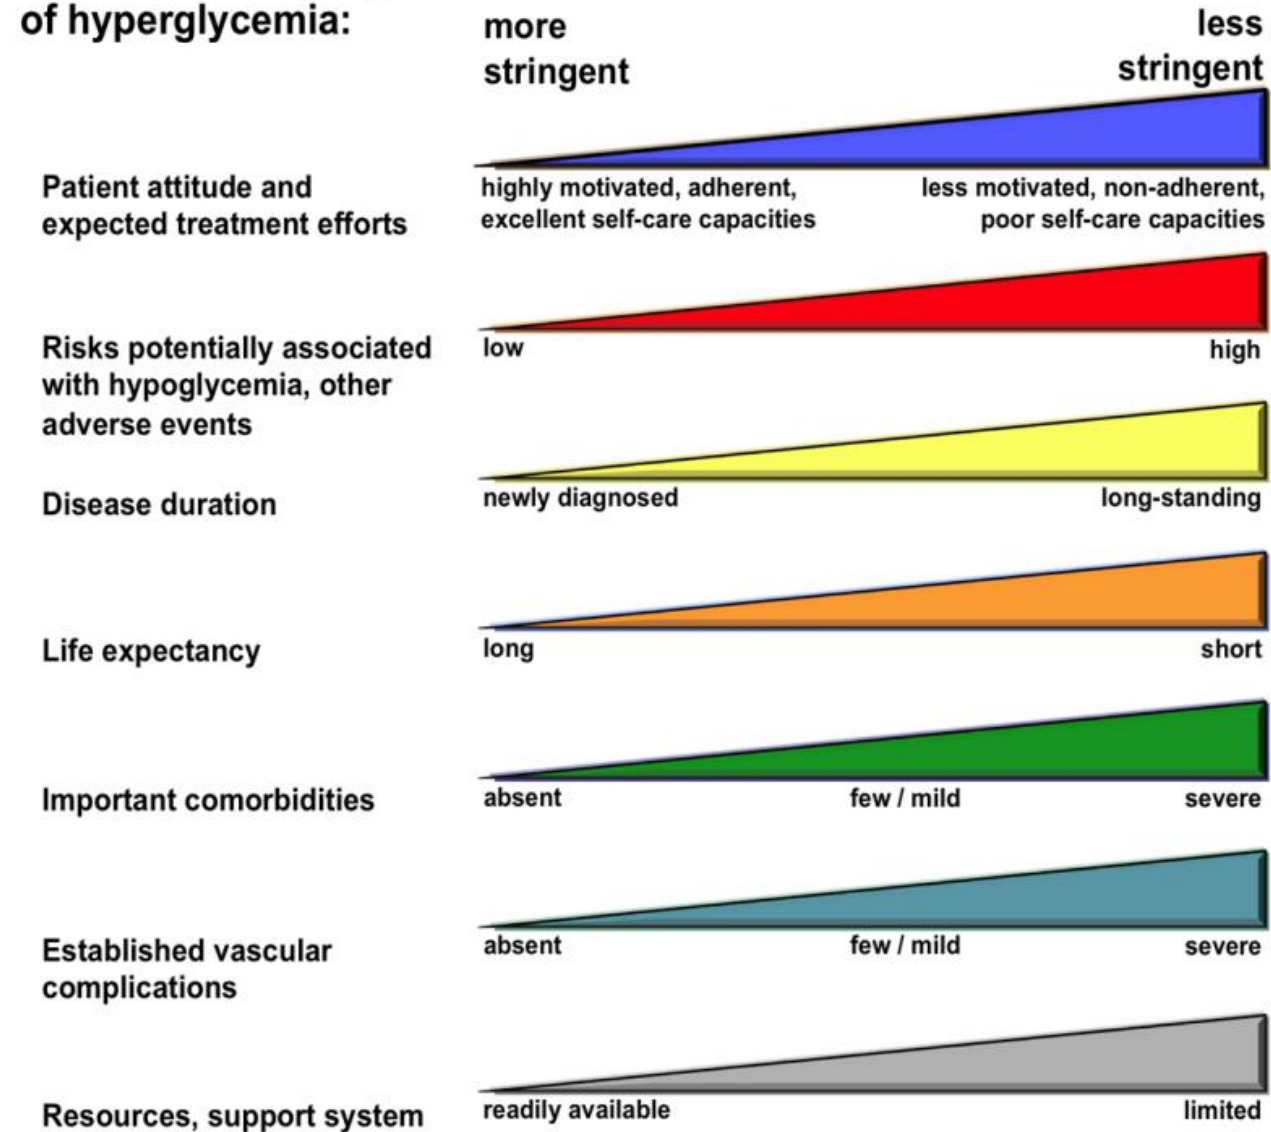 of hyperglycemia:
more
stringent
less
stringent
Patient attitude and
expected treatment efforts
highly motivated, adherent,
excellent self-care capacities
less motivated, non-adherent,
poor self-care capacities
Risks potentially associated
with hypoglycemia, other
adverse events
low
high
Disease duration
newly diagnosed
long-standing
Life expectancy
long
short
Important comorbidities
absent
few / mild
severe
Established vascular
complications
absent
few / mild
severe
Resources, support system
readily available
limited